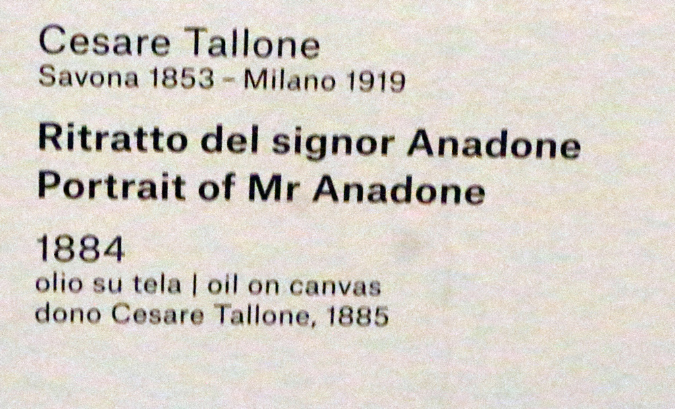 Cesare Tallone
Savona 1853 – Milano 1919
Ritratto del signor Anadone
Portrait of Mr Anadone
1884
olio su tela | oil on canvas
dono Cesare Tallone, 1885